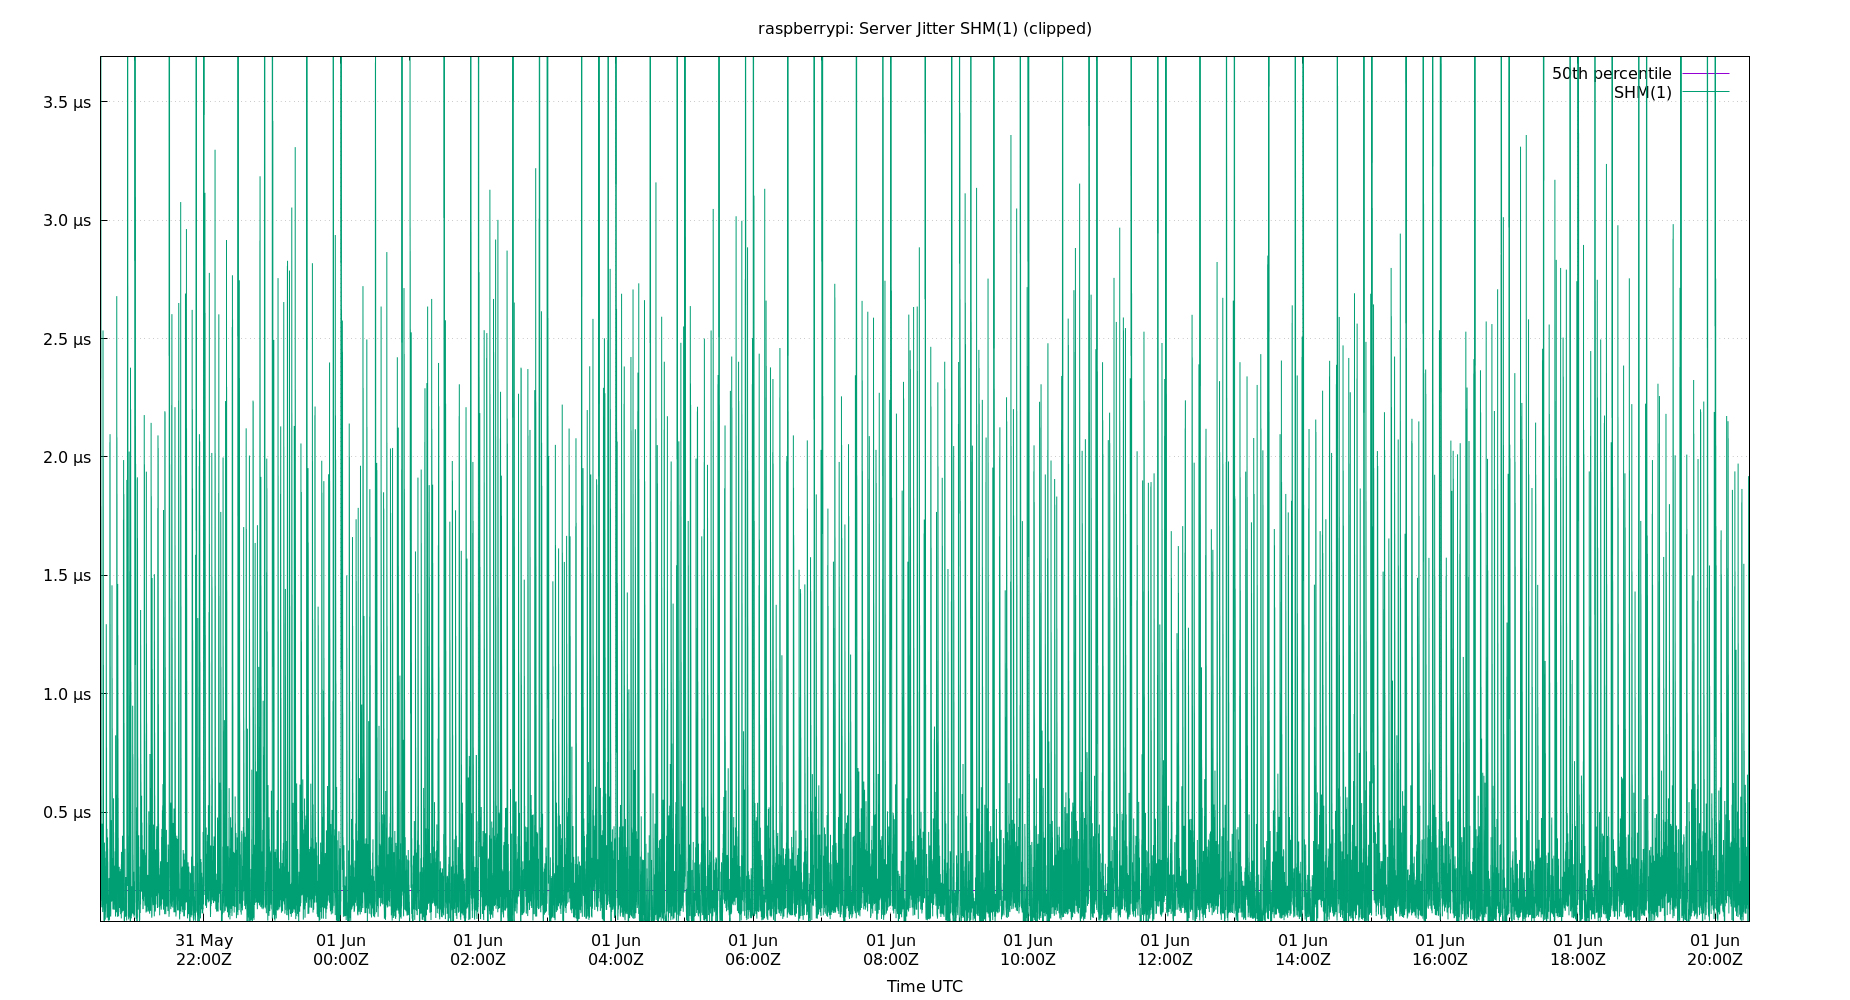 raspberrypi: Server Jitter SHM(1) (clipped)
50th percentile
SHM(1)
3.5 µs
3.0 µs
2.5 µs
2.0 µs
1.5 µs
1.0 µs
0.5 µs
31 May 01 Jun 01 Jun 01 Jun 01 Jun 01 Jun 01 Jun 01 Jun 01 Jun 01 Jun 01 Jun 01 Jun
22:00Z 00:00Z 02:00Z 04:00Z 06:00Z 08:00Z 10:00Z 12:00Z 14:00Z 16:00Z 18:00Z 20:00Z
Time UTC